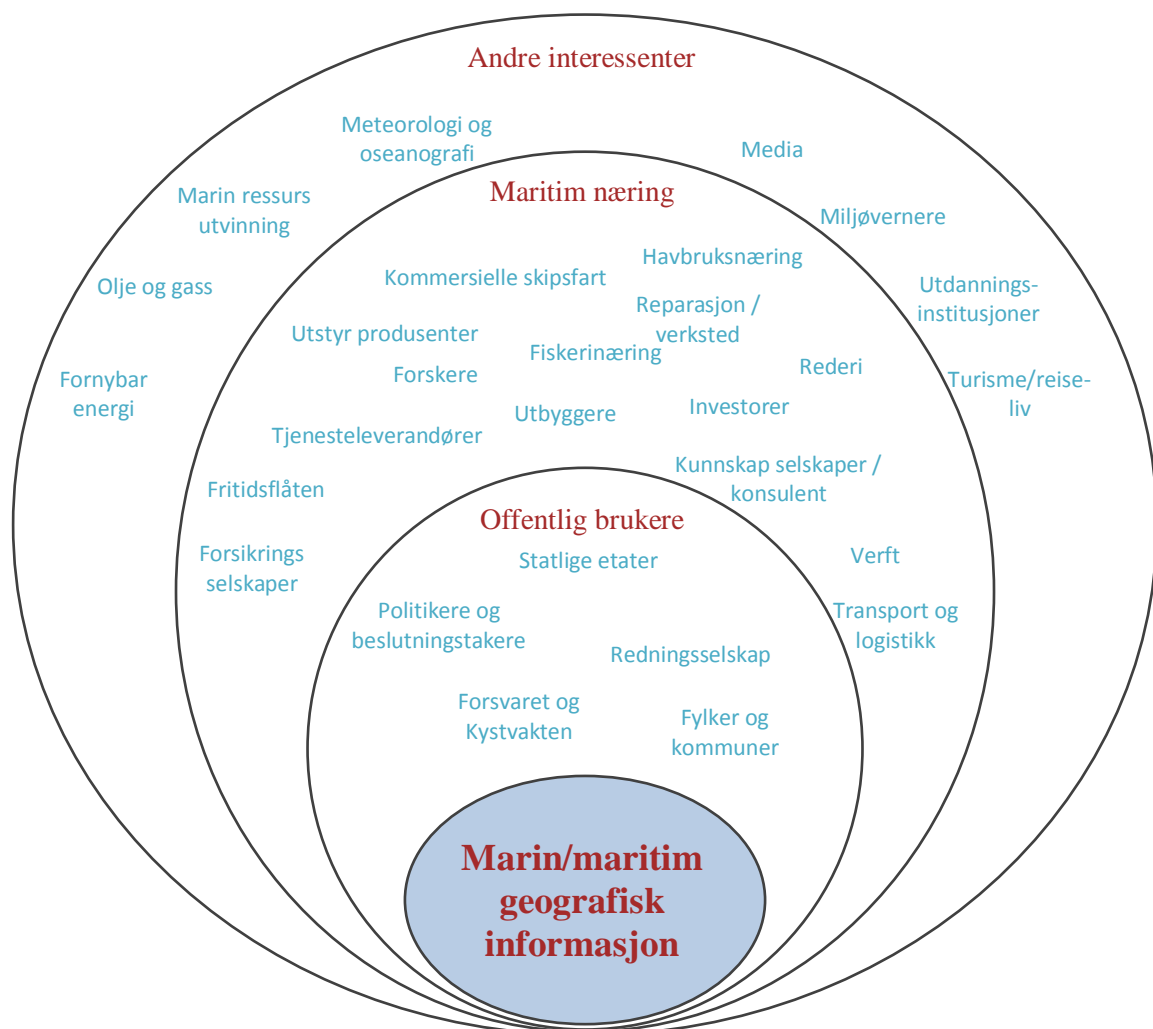 Andre interessenter
Meteorologi og
oseanografi
Media
Marin ressurs
utvinning
Maritim næring
Miljøvernere
Olje og gass
Kommersielle skipsfart
Havbruksnæring
Utdannings-
institusjoner
Utstyr produsenter
Reparasjon /
verksted
Fornybar
energi
Forskere
Fiskerinæring
Rederi
Turisme/reise-
liv
Utbyggere
Investorer
Tjenesteleverandører
Fritidsflåten
Kunnskap selskaper /
konsulent
Offentlig brukere
Forsikrings
selskaper
Statlige etater
Verft
Politikere og
beslutningstakere
Redningsselskap
Transport og
logistikk
Forsvaret og
Kystvakten
Fylker og
kommuner
Marin/maritim
geografisk
informasjon